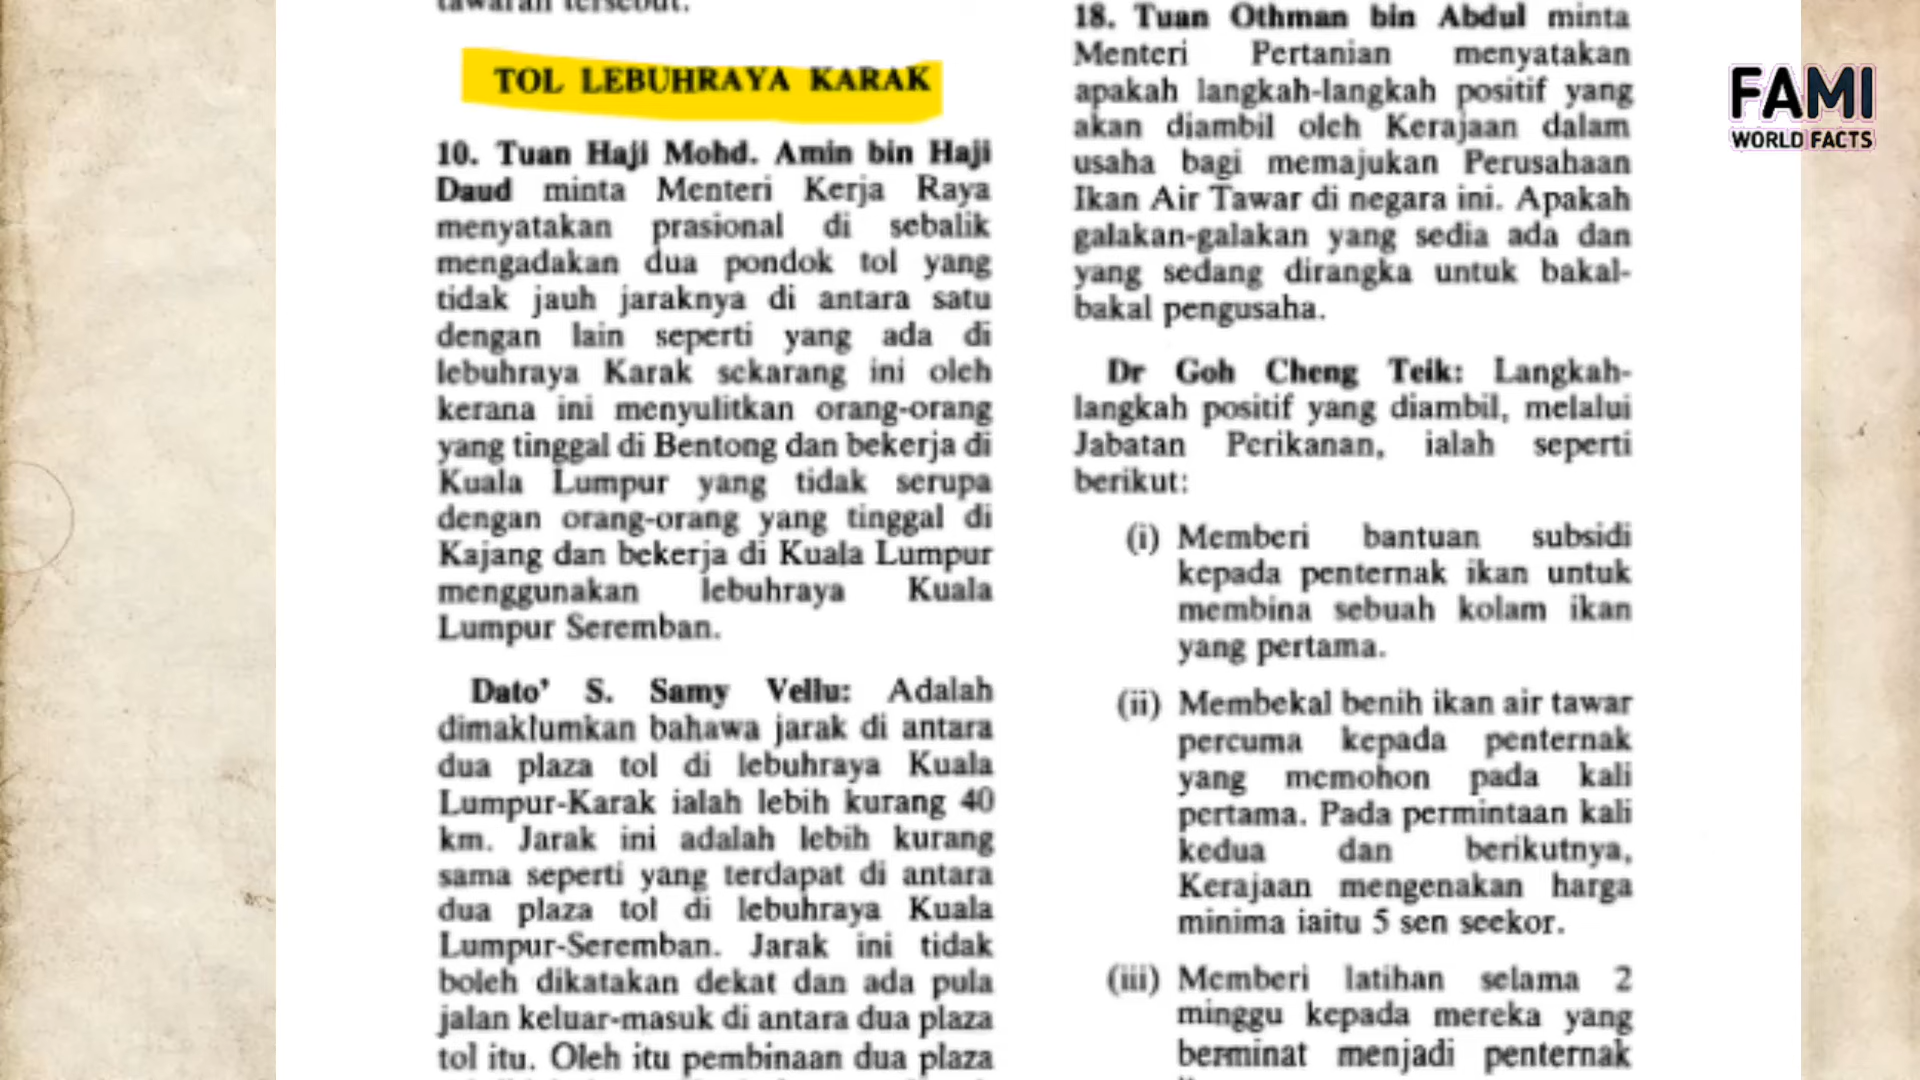 tawaran tersebut.
TOL LEBUHRAYA KARAK
10. Tuan Haji Mohd. Amin bin Haji
Daud minta Menteri Kerja Raya
menyatakan prasional di sebalik
mengadakan dua pondok tol yang
tidak jauh jaraknya di antara satu
dengan lain seperti yang ada di
lebuhraya Karak sekarang ini oleh
kerana ini menyulitkan orang-orang
yang tinggal di Bentong dan bekerja di
Kuala Lumpur yang tidak serupa
dengan orang-orang yang tinggal di
Kajang dan bekerja di Kuala Lumpur
menggunakan lebuhraya Kuala
Lumpur Seremban.
Dato' S. Samy Vellu: Adalah
dimaklumkan bahawa jarak di antara
dua plaza tol di lebuhraya Kuala
Lumpur-Karak ialah lebih kurang 40
km. Jarak ini adalah lebih kurang
sama seperti yang terdapat di antara
dua plaza tol di lebuhraya Kuala
Lumpur-Seremban. Jarak ini tidak
boleh dikatakan dekat dan ada pula
jalan keluar-masuk di antara dua plaza
tol itu. Oleh itu pembinaan dua plaza
18. Tuan Othman bin Abdul minta
Menteri Pertanian menyatakan
apakah langkah-langkah positif yang
akan diambil oleh Kerajaan dalam
usaha bagi memajukan Perusahaan
Ikan Air Tawar di negara ini. Apakah
galakan-galakan yang sedia ada dan
yang sedang dirangka untuk bakal-
bakal pengusaha.
Dr Goh Cheng Teik: Langkah-
langkah positif yang diambil, melalui
Jabatan Perikanan, ialah seperti
berikut:
(i) Memberi bantuan subsidi
kepada penternak ikan untuk
membina sebuah kolam ikan
yang pertama.
(ii) Membekal benih ikan air tawar
percuma kepada penternak
yang memohon pada kali
pertama. Pada permintaan kali
kedua dan berikutnya,
Kerajaan mengenakan harga
minima iaitu 5 sen seekor.
(iii) Memberi latihan selama 2
minggu kepada mereka yang
berminat menjadi penternak
FAMI
WORLD FACTS